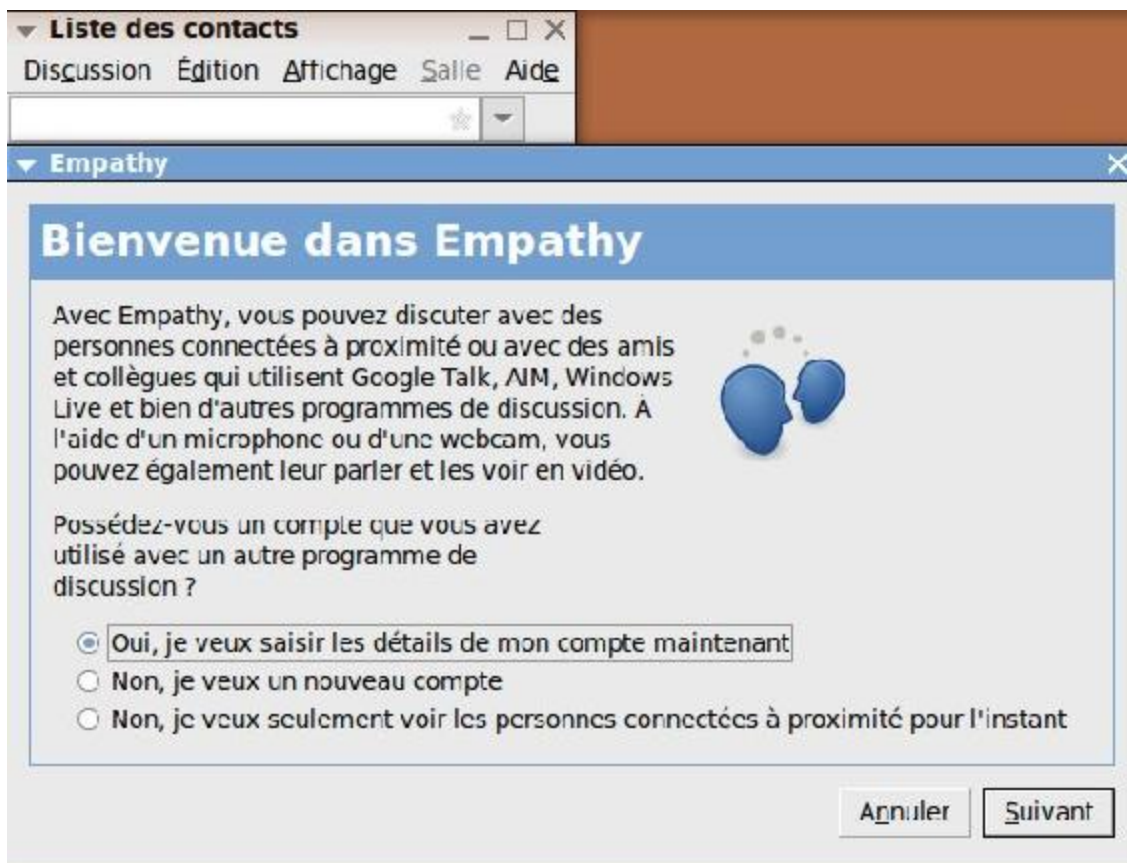 Liste des contacts
Discussion Édition Affichage Salle Aide
Empathy
Bienvenue dans Empathy
Avec Empathy, vous pouvez discuter avec des
personnes connectées à proximité ou avec des amis
et collègues qui utilisent Google Talk, AIM, Windows
Live et bien d'autres programmes de discussion. À
l'aide d'un microphone ou d'une webcam, vous
pouvez également leur parler et les voir en vidéo.
Possédez-vous un compte que vous avez
utilisé avec un autre programme de
discussion ?
Oui, je veux saisir les détails de mon compte maintenant
Non, je veux un nouveau compte
Non, je veux seulement voir les personnes connectées à proximité pour l'instant
Annuler Suivant